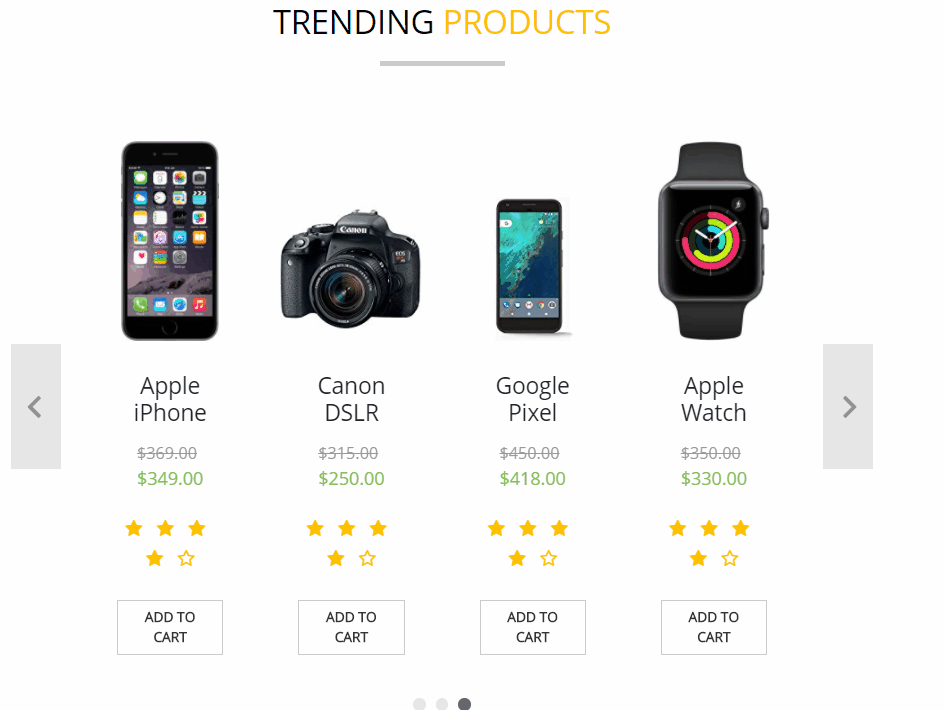 TRENDING PRODUCTS
Canon
EOS
Apple
iPhone
$369.00
$349.00
ADD TO
CART
Canon
DSLR
$315.00
$250.00
ADD TO
CART
Google
Pixel
$450.00
$418.00
ADD TO
CART
Apple
Watch
$350.00
$330.00
ADD TO
CART